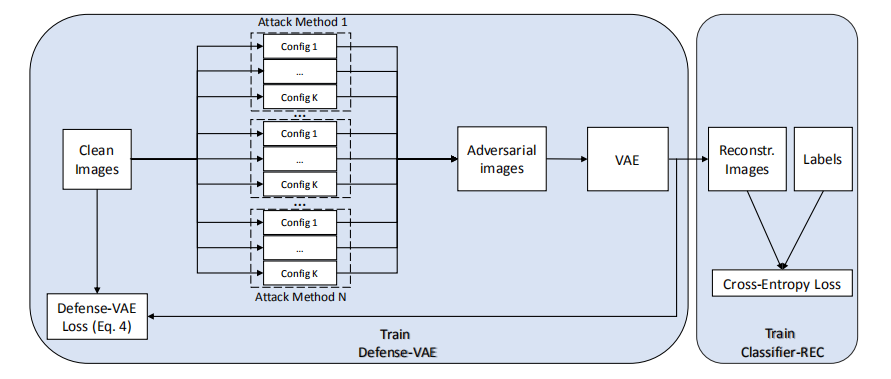 Attack Method 1
Config 1
...
Config K
...
Config 1
...
Config K
...
Config 1
...
Config K
Attack Method N
Clean
Images
Defense-VAE
Loss (Eq. 4)
Adversarial
images
VAE
Train
Defense-VAE
Reconstr.
Images
Labels
Cross-Entropy Loss
Train
Classifier-REC